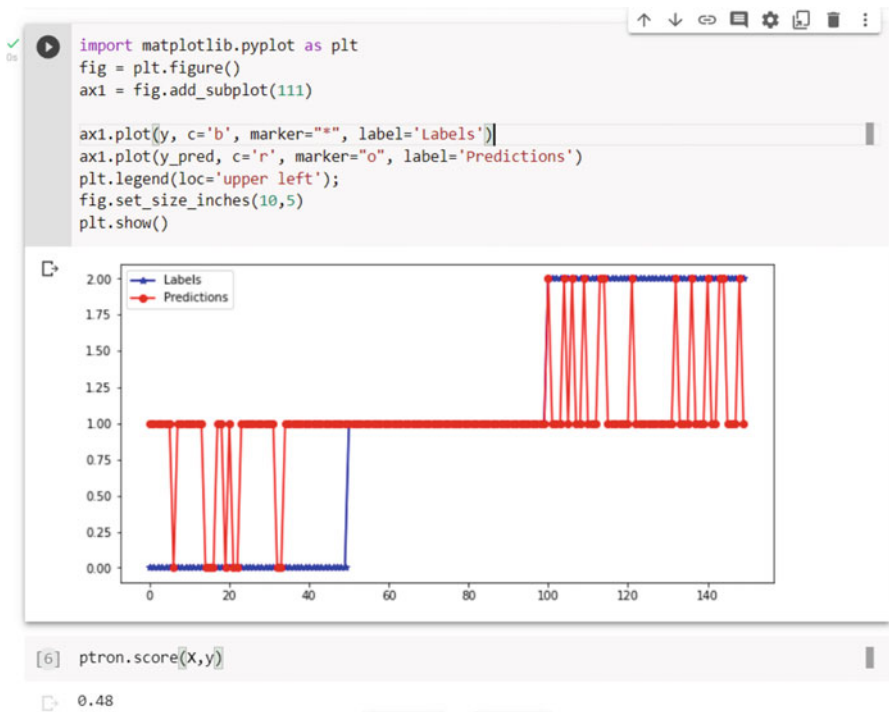 import matplotlib.pyplot as plt
0s
fig = plt.figure()
ax1 = fig.add_subplot(111)
ax1.plot(y, c='b', marker="*", label='Labels')
ax1.plot(y_pred, c='r', marker="o", label='Predictions')
plt.legend(loc='upper left');
fig.set_size_inches(10,5)
plt.show()
Labels
Predictions
2.00
1.75
1.50
1.25
1.00
0.75
0.50
0.25
0.00
0 20 40 60 80 100 120 140
[6] ptron.score(X,y)
0.48